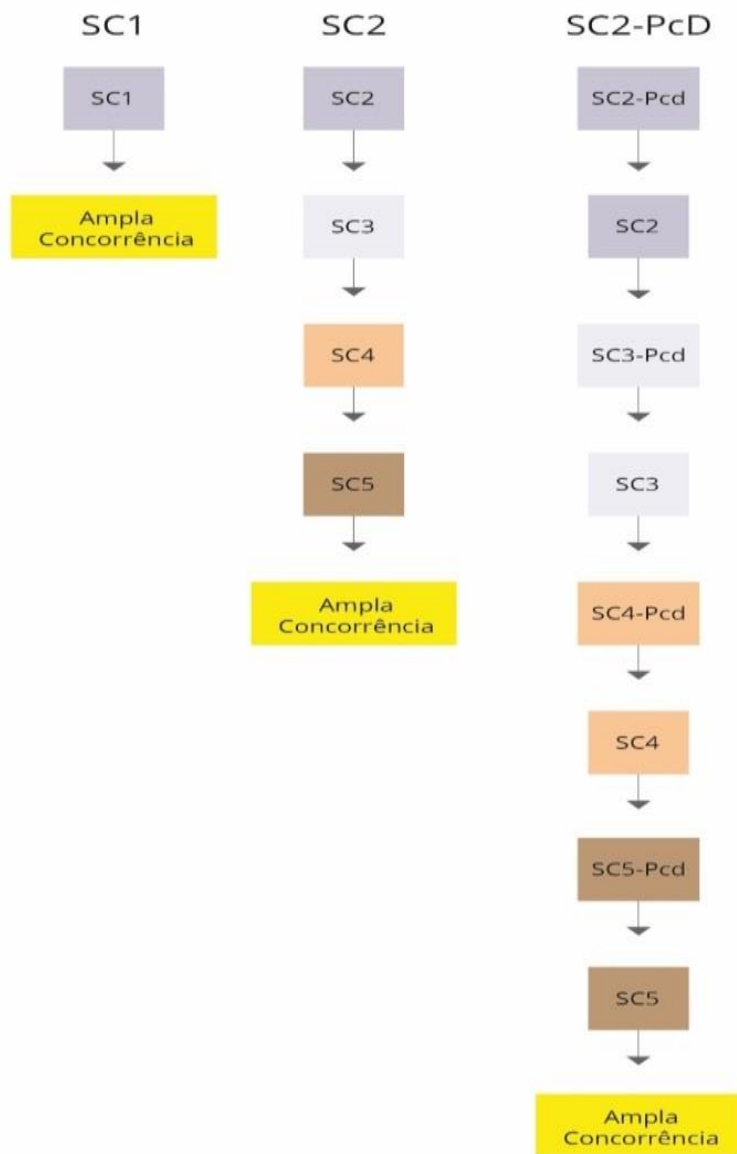 SC1
SC1
Ampla
Concorrência
SC2
SC2
SC3
SC4
SC5
Ampla
Concorrência
SC2-PcD
SC2-Pcd
SC2
SC3-Pcd
SC3
SC4-Pcd
SC4
SC5-Pcd
SC5
Ampla
Concorrência